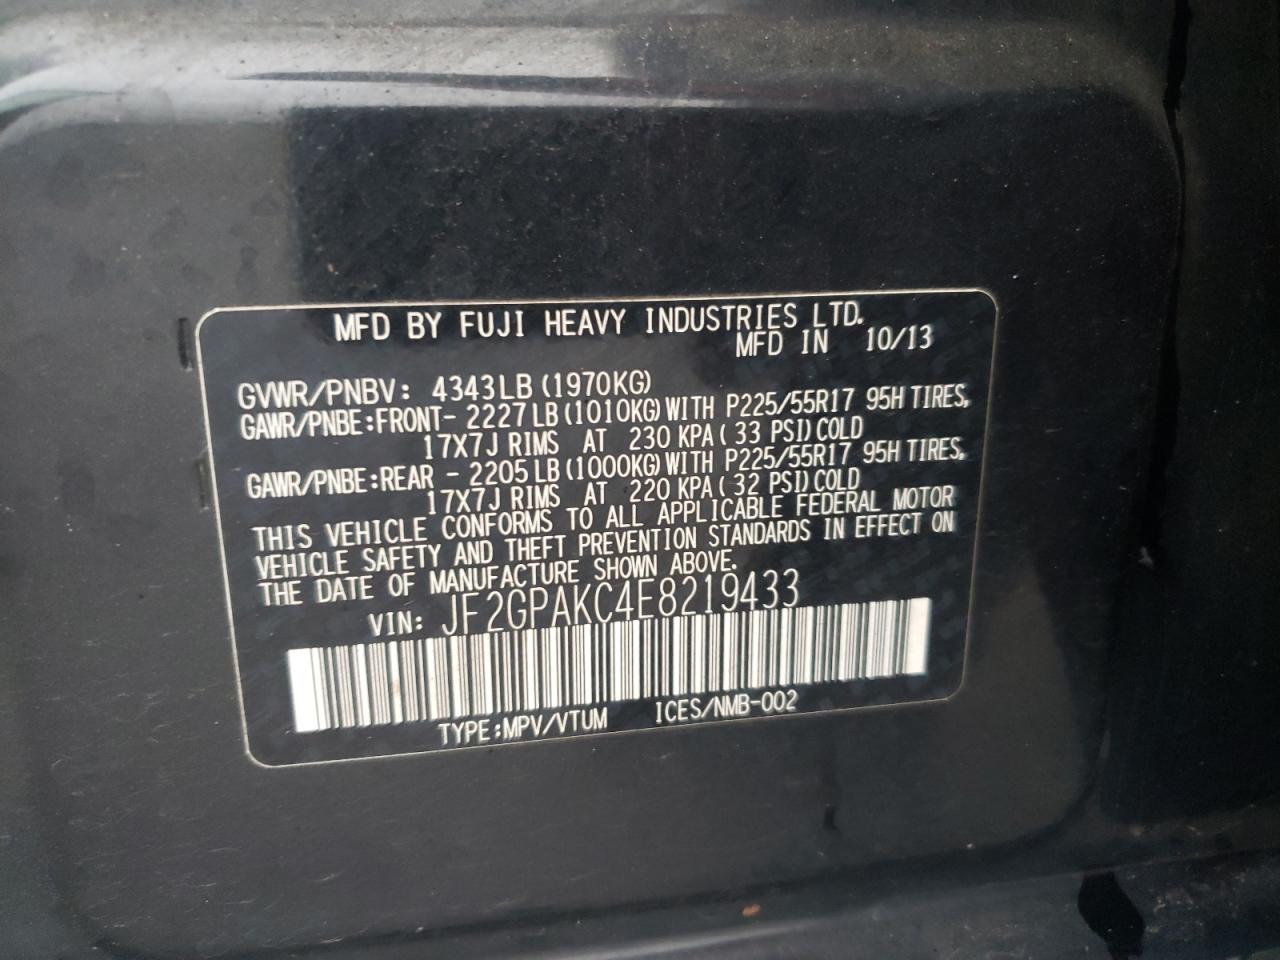 MFD BY FUJI HEAVY INDUSTRIES LTD.
MFD IN 10/13
GVWR/PNBV: 4343LB (1970KG)
GAWR/PNBE:FRONT- 2227LB (1010KG) WITH P225/55R17 95H TIRES,
17X7J RIMS AT 230 KPA ( 33 PSI) COLD
GAWR/PNBE:REAR - 2205LB (1000KG) WITH P225/55R17 95H TIRES,
17X7J RIMS AT 220 KPA ( 32 PSI) COLD
THIS VEHICLE CONFORMS TO ALL APPLICABLE FEDERAL MOTOR
VEHICLE SAFETY AND THEFT PREVENTION STANDARDS IN EFFECT ON
THE DATE OF MANUFACTURE SHOWN ABOVE.
VIN: JF2GPAKC4E8219433
TYPE:MPV/VTUM ICES/NMB-002